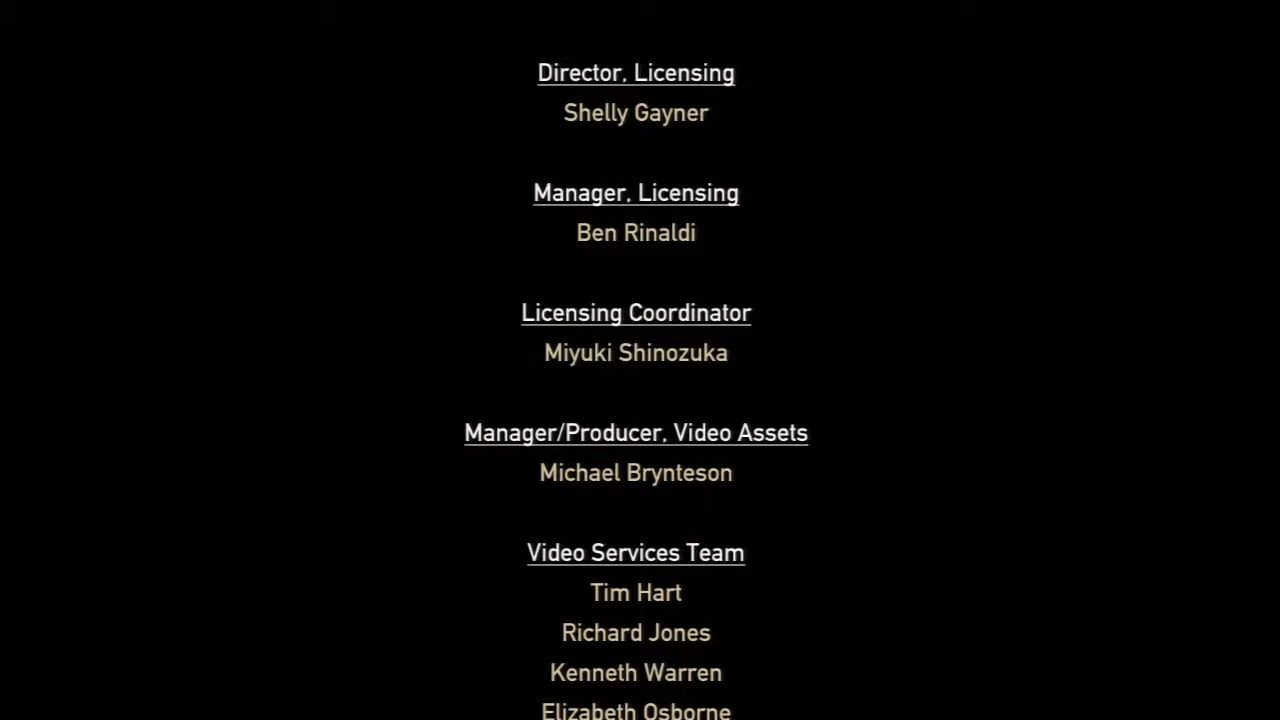 Director, Licensing
Shelly Gayner
Manager, Licensing
Ben Rinaldi
Licensing Coordinator
Miyuki Shinozuka
Manager/Producer, Video Assets
Michael Brynteson
Video Services Team
Tim Hart
Richard Jones
Kenneth Warren
Elizabeth Osborne